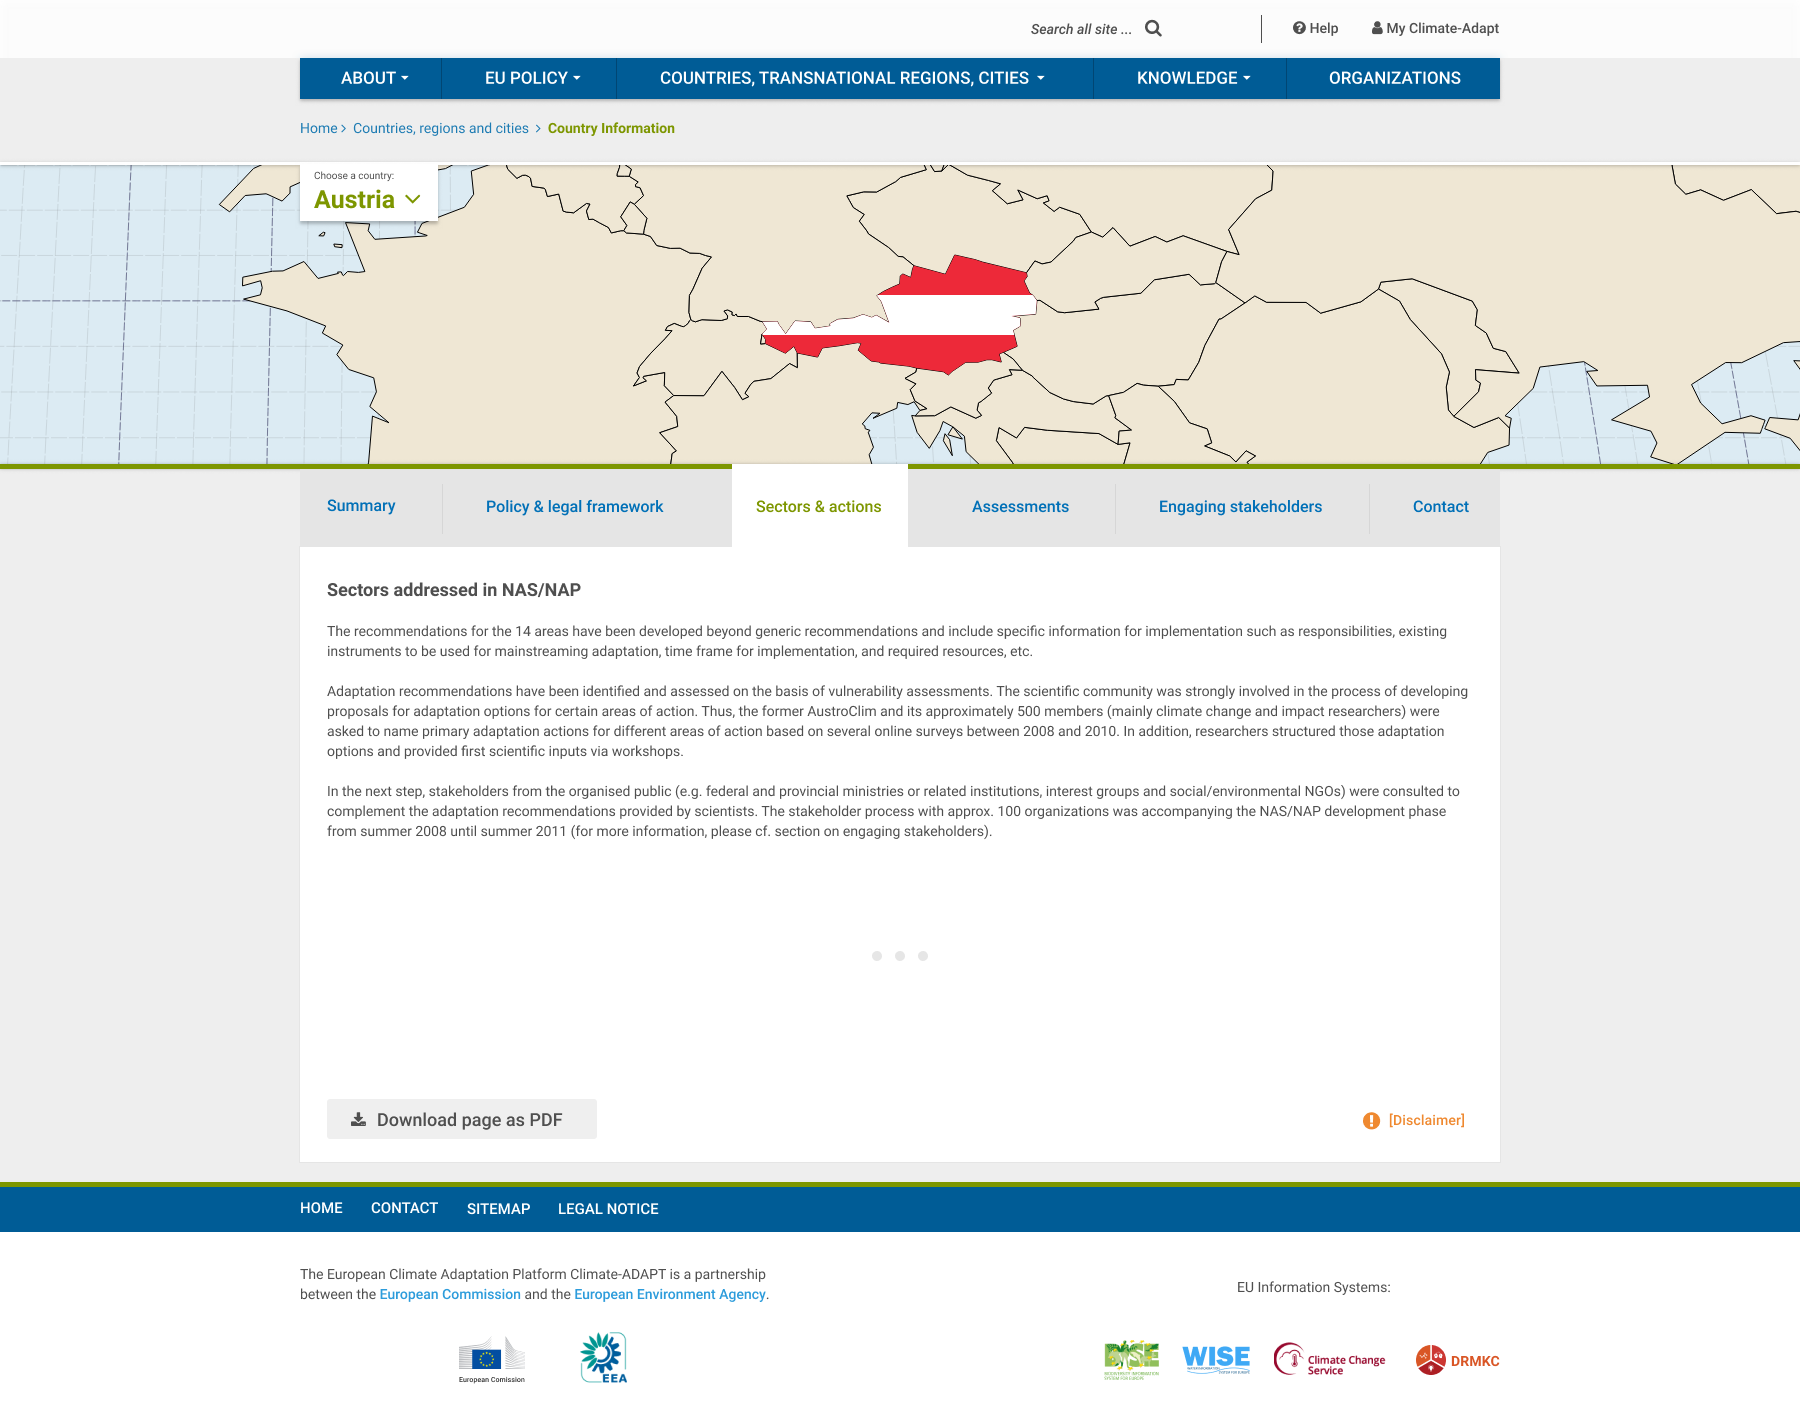 Search all site ...
Help
My Climate-Adapt
ABOUT
EU POLICY
COUNTRIES, TRANSNATIONAL REGIONS, CITIES
KNOWLEDGE
ORGANIZATIONS
Home > Countries, regions and cities > Country Information
Choose a country:
Austria
Summary
Policy & legal framework
Sectors & actions
Assessments
Engaging stakeholders
Contact
Sectors addressed in NAS/NAP
The recommendations for the 14 areas have been developed beyond generic recommendations and include specific information for implementation such as responsibilities, existing
instruments to be used for mainstreaming adaptation, time frame for implementation, and required resources, etc.
Adaptation recommendations have been identified and assessed on the basis of vulnerability assessments. The scientific community was strongly involved in the process of developing
proposals for adaptation options for certain areas of action. Thus, the former AustroClim and its approximately 500 members (mainly climate change and impact researchers) were
asked to name primary adaptation actions for different areas of action based on several online surveys between 2008 and 2010. In addition, researchers structured those adaptation
options and provided first scientific inputs via workshops.
In the next step, stakeholders from the organised public (e.g. federal and provincial ministries or related institutions, interest groups and social/environmental NGOs) were consulted to
complement the adaptation recommendations provided by scientists. The stakeholder process with approx. 100 organizations was accompanying the NAS/NAP development phase
from summer 2008 until summer 2011 (for more information, please cf. section on engaging stakeholders).
Download page as PDF
[Disclaimer]
HOME
CONTACT
SITEMAP
LEGAL NOTICE
The European Climate Adaptation Platform Climate-ADAPT is a partnership
between the European Commission and the European Environment Agency.
EU Information Systems:
European Comission
EEA
BISE
BIODIVERSITY INFORMATION
SYSTEM FOR EUROPE
WISE
Climate Change
Service
DRMKC